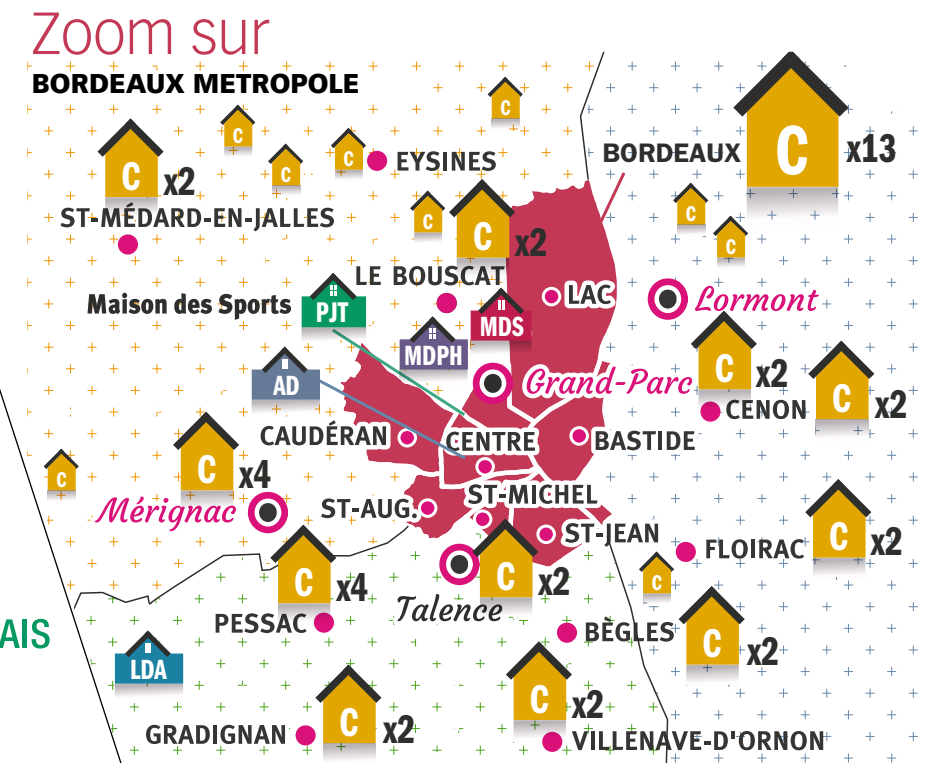 Zoom sur
BORDEAUX METROPOLE
C
C
C x2
C
C
C
EYSINES
BORDEAUX
C x13
ST-MÉDARD-EN-JALLES
C
C x2
C
C
LE BOUSCAT
LAC
Lormont
Maison des Sports
PJT
MDS
MDPH
AD
Grand-Parc
C x2
CENON
C x2
CAUDÉRAN
CENTRE
BASTIDE
C
C x4
Mérignac
ST-AUG.
ST-MICHEL
ST-JEAN
C x2
FLOIRAC
C x4
C x2
C
Talence
PESSAC
BÈGLES
C x2
AIS
LDA
C x2
C x2
GRADIGNAN
VILLENAVE-D'ORNON